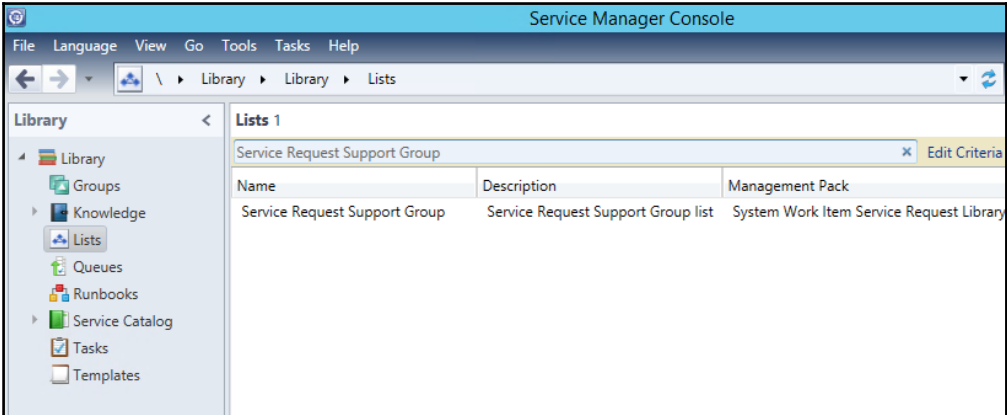 Service Manager Console
File Language View Go Tools Tasks Help
\ Library Library Lists
Library
Library
Groups
Knowledge
Lists
Queues
Runbooks
Service Catalog
Tasks
Templates
Lists 1
Service Request Support Group Edit Criteria
Name Description Management Pack
Service Request Support Group Service Request Support Group list System Work Item Service Request Library